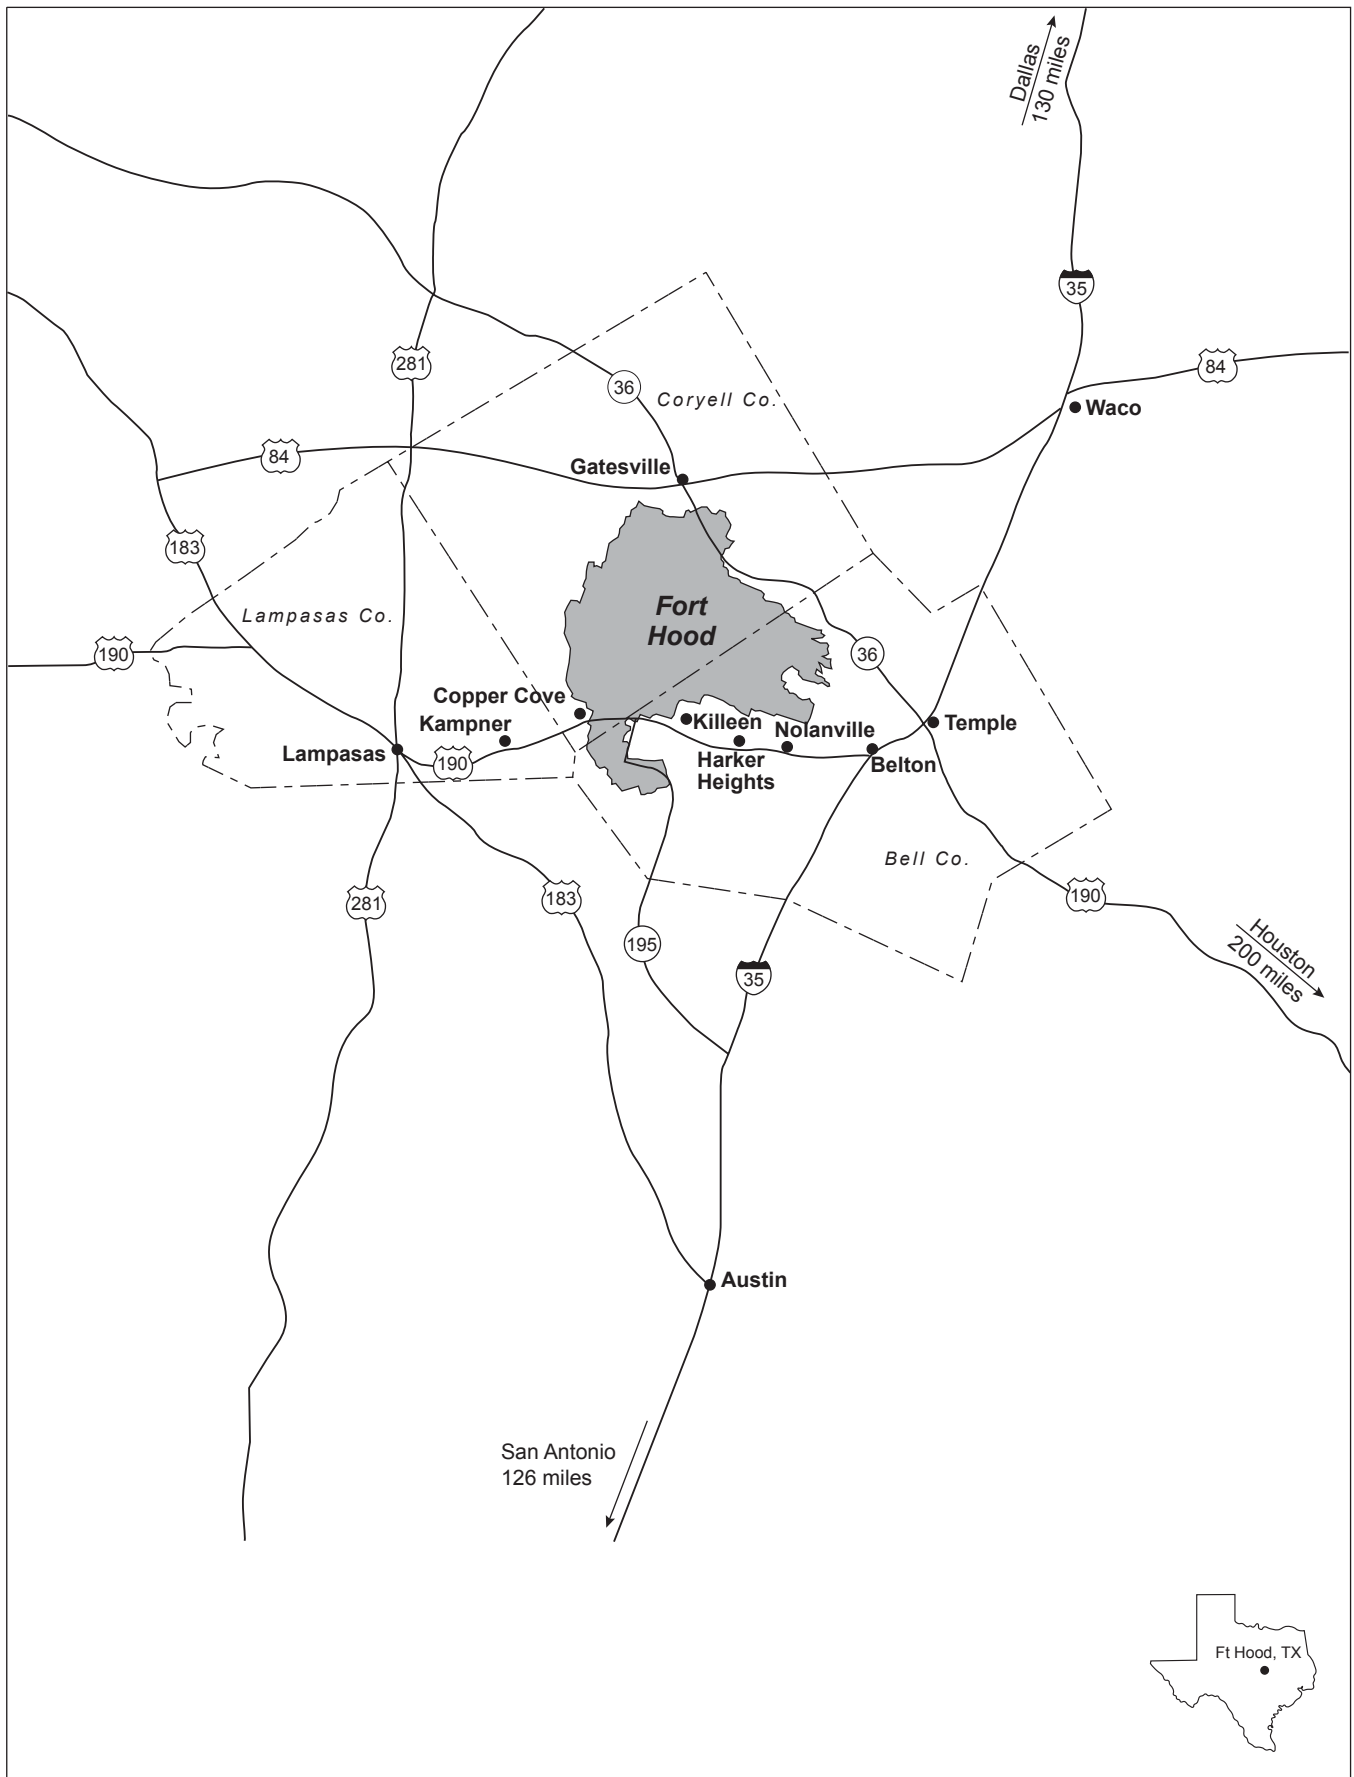 Dallas
130 miles
35
281
84
36
Coryell Co.
Waco
84
Gatesville
183
Fort
Hood
Lampasas Co.
190
36
Copper Cove
Kampner
Killeen
Nolanville
Temple
Lampasas
190
Harker
Heights
Belton
Bell Co.
281
183
190
195
35
Houston
200 miles
Austin
San Antonio
126 miles
Ft Hood, TX